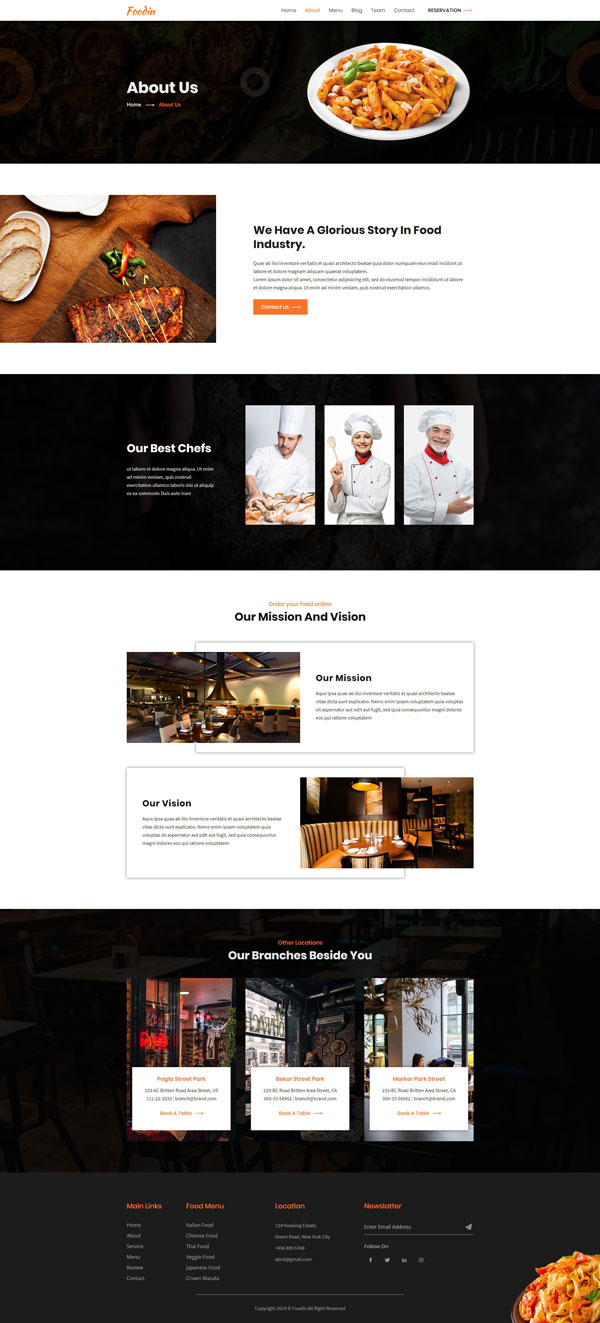 Foodin
Home About Menu Blog Team Contact RESERVATION
About Us
Home About Us
We Have A Glorious Story In Food
Industry.
Quae ab illo inventore veritatis et quasi architecto beatae quia dolor numquam eius modi incidunt ut
labore et dolore magnam aliquam quaerat voluptatem.
Lorem ipsum dolor sit amet, consectetur adipisicing elit, sed do eiusmod tempor incididunt ut labore
et dolore magna aliqua. Ut enim ad minim veniam, quis nostrud exercitation ullamco.
Contact Us
Our Best Chefs
ut labore et dolore magna aliqua. Ut enim
ad minim veniam, quis nostrud
exercitation ullamco laboris nisi ut aliquip
ex ea commodo Duis aute irure
Order your food online
Our Mission And Vision
Our Mission
Aque ipsa quae ab illo inventore veritatis et quasi architecto beatae
vitae dicta sunt explicabo. Nemo enim ipsam voluptatem quia voluptas
sit aspernatur aut odit aut fugit, sed quia consequuntur magni dolores
eos qui ratione voluptatem
Our Vision
Aque ipsa quae ab illo inventore veritatis et quasi architecto beatae
vitae dicta sunt explicabo. Nemo enim ipsam voluptatem quia
voluptas sit aspernatur aut odit aut fugit, sed quia consequuntur
magni dolores eos qui ratione voluptatem
Other Locations
Our Branches Beside You
Pagla Street Park
333-AC Britten Road Area Street, US
111-22-3333 | branch@brand.com
Book A Table
Bekar Street Park
233-BC Road Britten Area Street, CA
000-33-56452 | branch@brand.com
Book A Table
Marker Park Street
233-BC Road Britten Area Street, CA
000-33-56452 | branch@brand.com
Book A Table
Main Links
Home
About
Service
Menu
Review
Contact
Food Menu
Italian Food
Chinese Food
Thai Food
Veggie Food
Japanese Food
Crown Masala
Location
134 Howsing Estate,
Green Road, New York City
+456 890 5768
abcd@gmail.com
Newslatter
Enter Email Address
Follow On:
Copyright 2019 © Foodin All Right Reserved